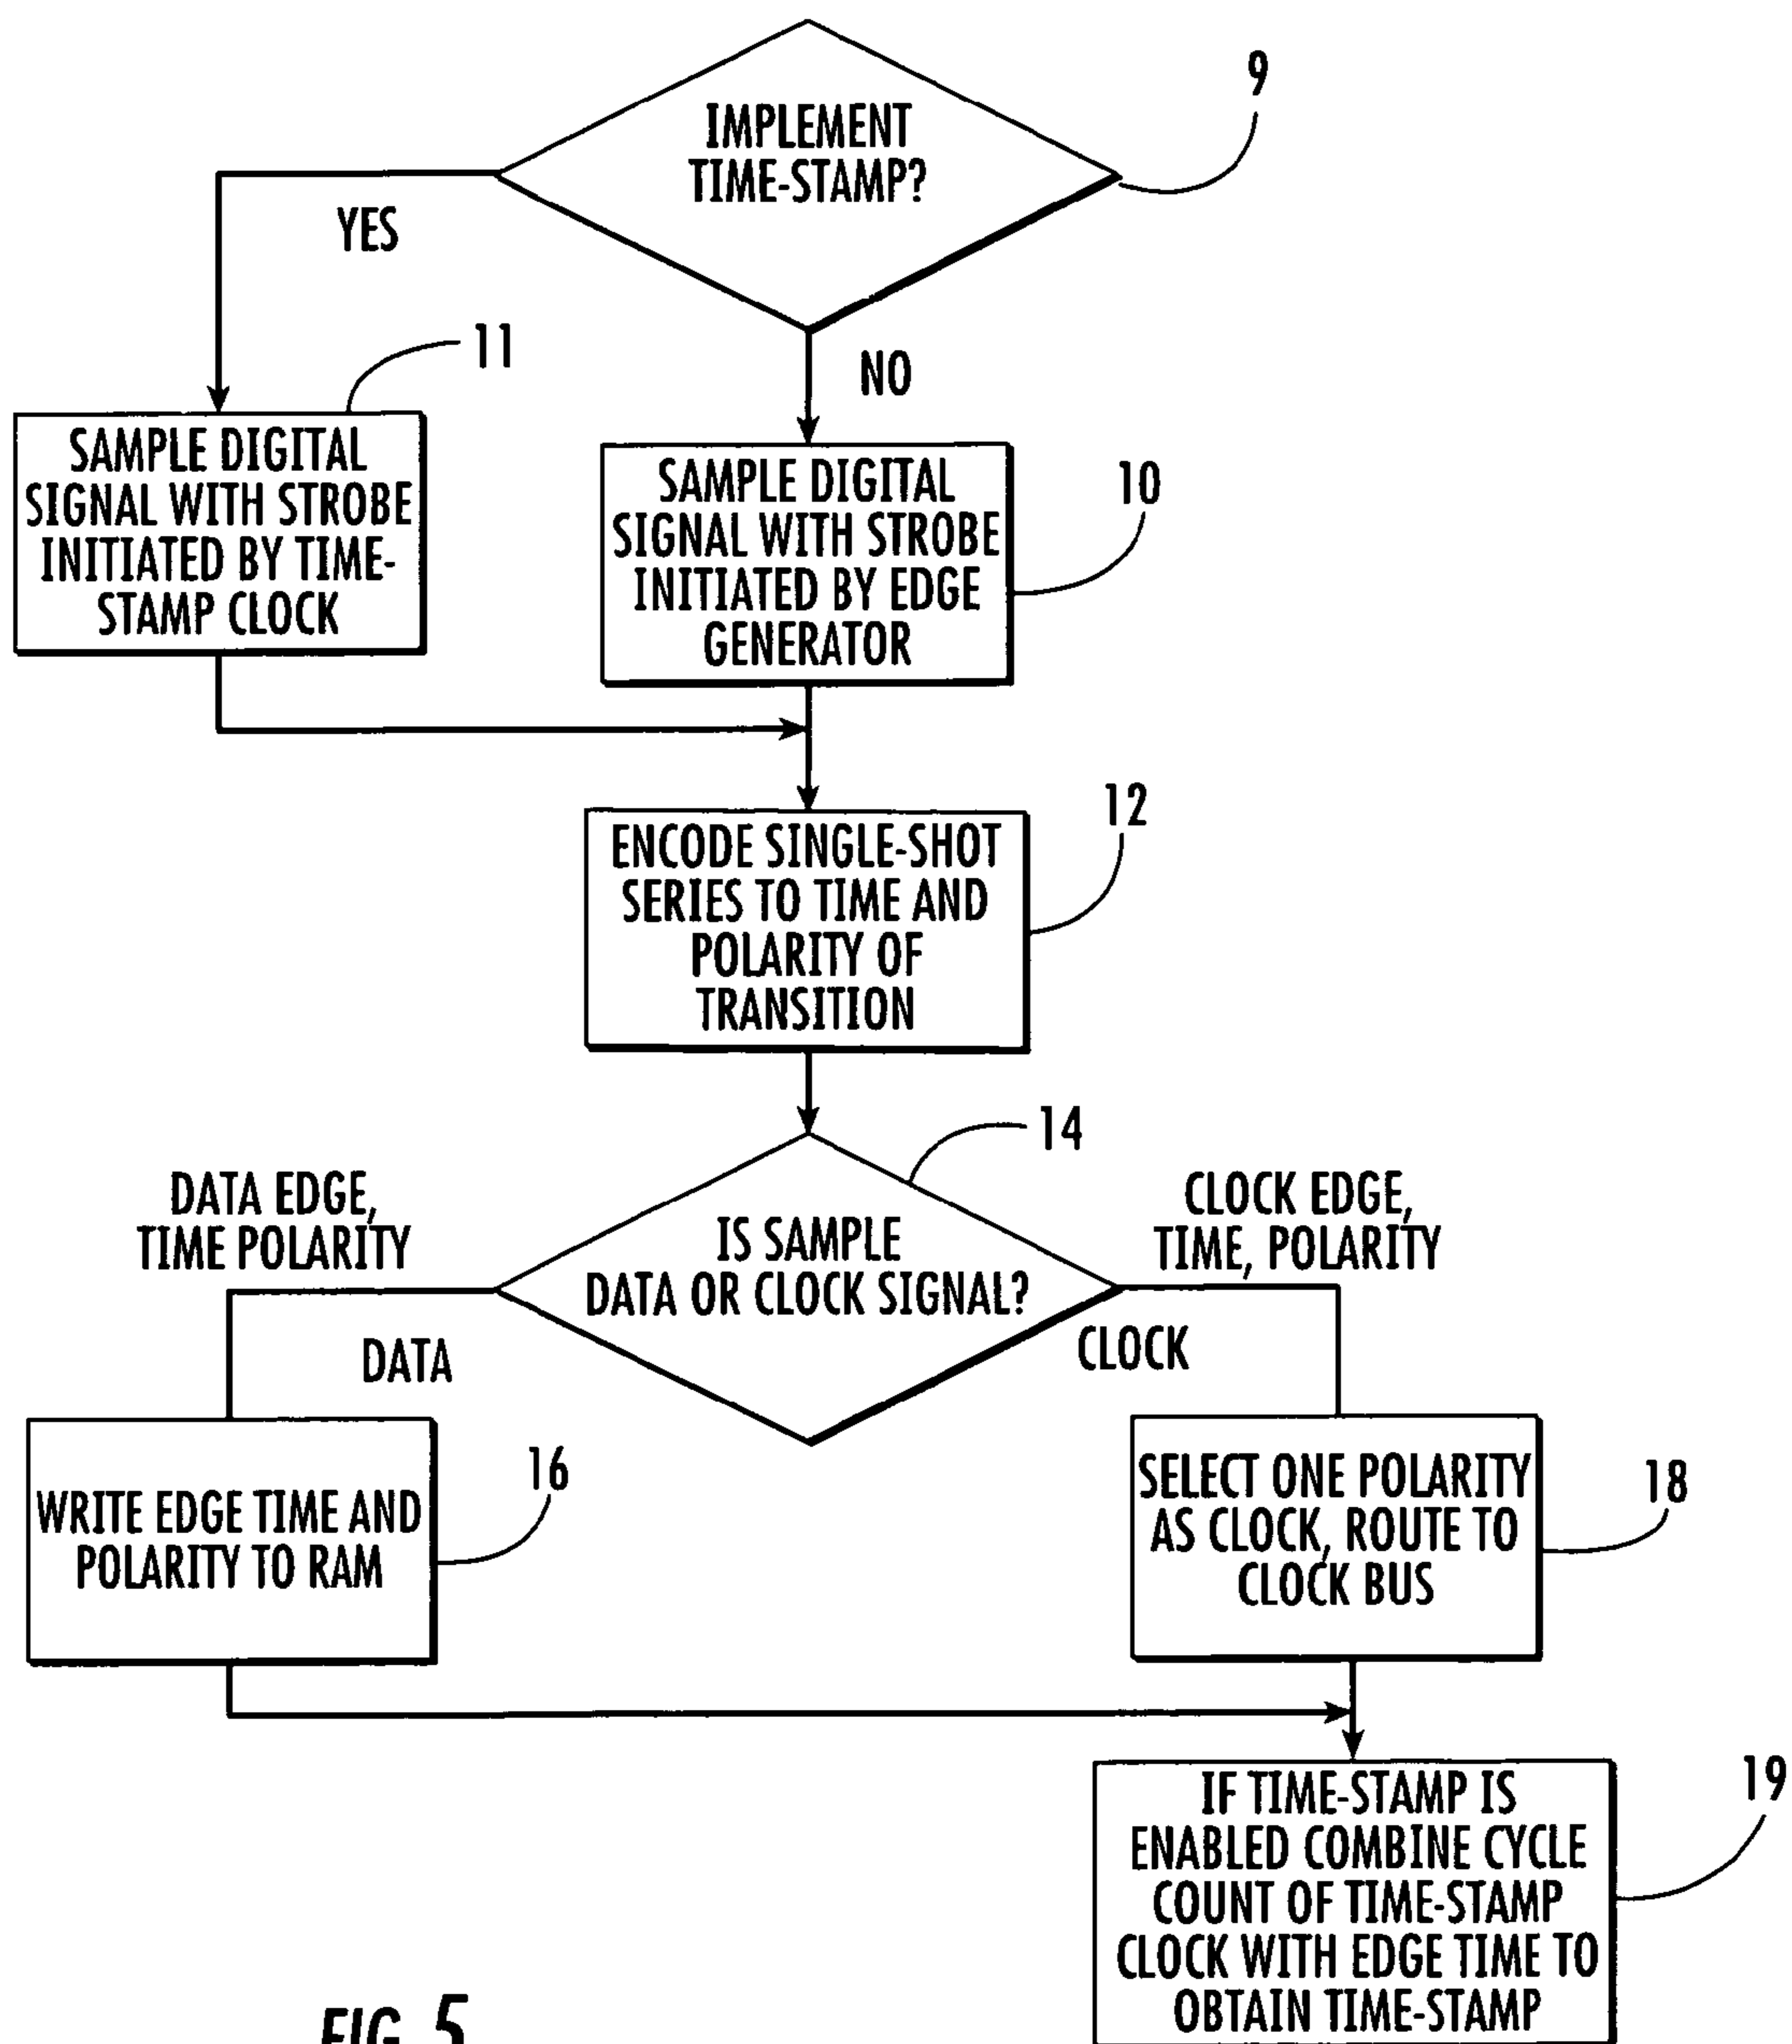 IMPLEMENT
TIME-STAMP?
9
YES
NO
11
SAMPLE DIGITAL
SIGNAL WITH STROBE
INITIATED BY TIME-
STAMP CLOCK
SAMPLE DIGITAL
SIGNAL WITH STROBE
INITIATED BY EDGE
GENERATOR
10
ENCODE SINGLE-SHOT
SERIES TO TIME AND
POLARITY OF
TRANSITION
12
14
IS SAMPLE
DATA OR CLOCK SIGNAL?
DATA EDGE,
TIME POLARITY
DATA
CLOCK EDGE,
TIME, POLARITY
CLOCK
WRITE EDGE TIME AND
POLARITY TO RAM
16
SELECT ONE POLARITY
AS CLOCK, ROUTE TO
CLOCK BUS
18
IF TIME-STAMP IS
ENABLED COMBINE CYCLE
COUNT OF TIME-STAMP
CLOCK WITH EDGE TIME TO
OBTAIN TIME-STAMP
19
FIG. 5